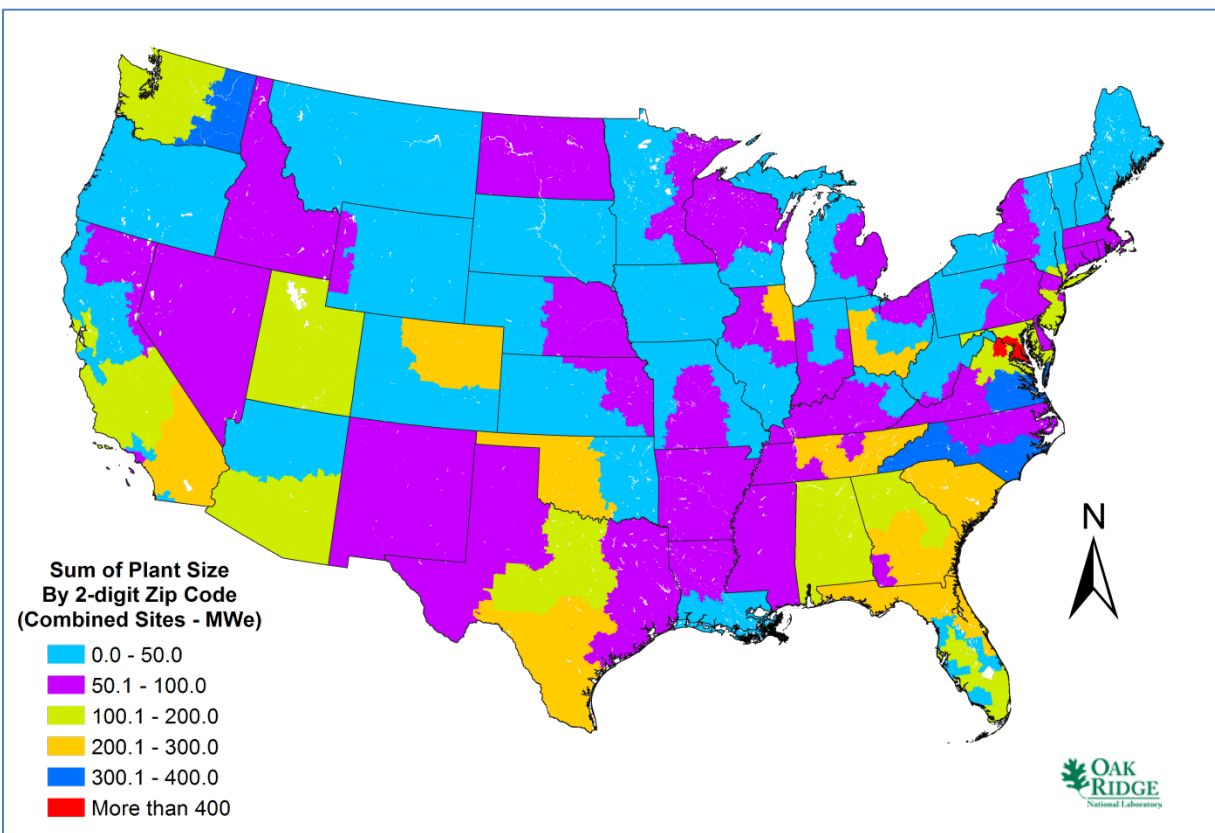 N
Sum of Plant Size
By 2-digit Zip Code
(Combined Sites - MWe)
0.0 - 50.0
50.1 - 100.0
100.1 - 200.0
200.1 - 300.0
300.1 - 400.0
More than 400
OAK
RIDGE
National Laboratory